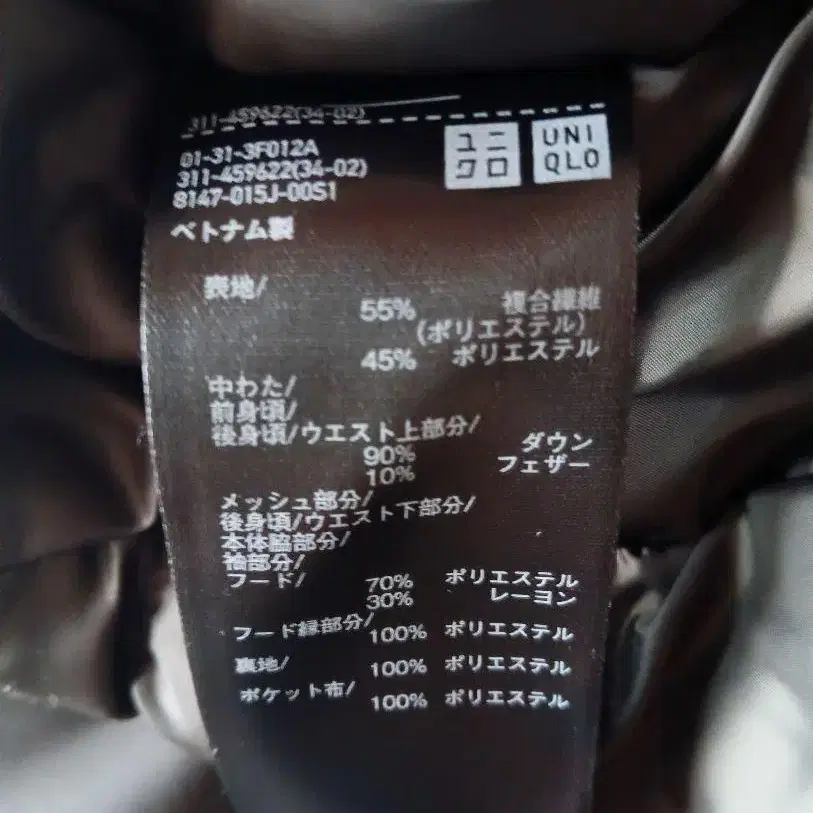 311-459622(34-02)
01-31-3F012A
311-459622(34-02)
8147-015J-00S1
ユニ
クロ
UNI
QLO
ベトナム製
表地/
55% 複合繊維
(ポリエステル)
45% ポリエステル
中わた/
前身頃/
後身頃/ウエスト上部分/
90% ダウン
10% フェザー
メッシュ部分/
後身頃/ウエスト下部分/
本体脇部分/
袖部分/
フード/ 70% ポリエステル
30% レーヨン
フード縁部分/ 100% ポリエステル
裏地/ 100% ポリエステル
ポケット布/ 100% ポリエステル